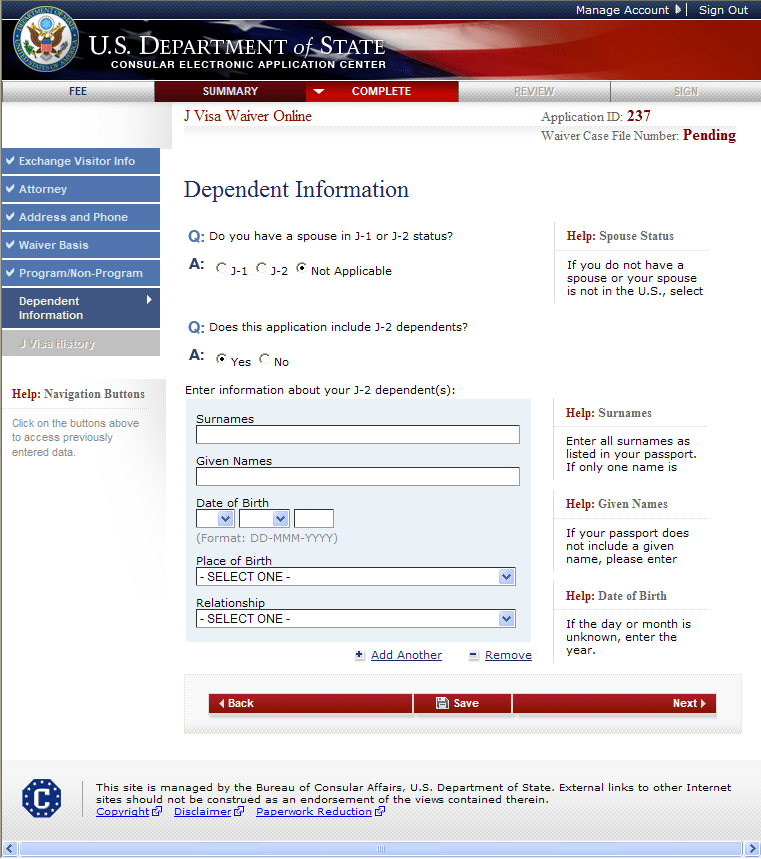 Manage Account Sign Out
U.S. DEPARTMENT of STATE
CONSULAR ELECTRONIC APPLICATION CENTER
FEE SUMMARY COMPLETE REVIEW SIGN
J Visa Waiver Online
Application ID: 237
Waiver Case File Number: Pending
Exchange Visitor Info
Attorney
Address and Phone
Waiver Basis
Program/Non-Program
Dependent
Information
J Visa History
Help: Navigation Buttons
Click on the buttons above
to access previously
entered data.
Dependent Information
Q: Do you have a spouse in J-1 or J-2 status?
A: J-1 J-2 Not Applicable
Help: Spouse Status
If you do not have a
spouse or your spouse
is not in the U.S., select
Q: Does this application include J-2 dependents?
A: Yes No
Enter information about your J-2 dependent(s):
Surnames
Given Names
Date of Birth
(Format: DD-MMM-YYYY)
Place of Birth
- SELECT ONE -
Relationship
- SELECT ONE -
Add Another Remove
Help: Surnames
Enter all surnames as
listed in your passport.
If only one name is
Help: Given Names
If your passport does
not include a given
name, please enter
Help: Date of Birth
If the day or month is
unknown, enter the
year.
Back Save Next
C
This site is managed by the Bureau of Consular Affairs, U.S. Department of State. External links to other Internet
sites should not be construed as an endorsement of the views contained therein.
Copyright Disclaimer Paperwork Reduction